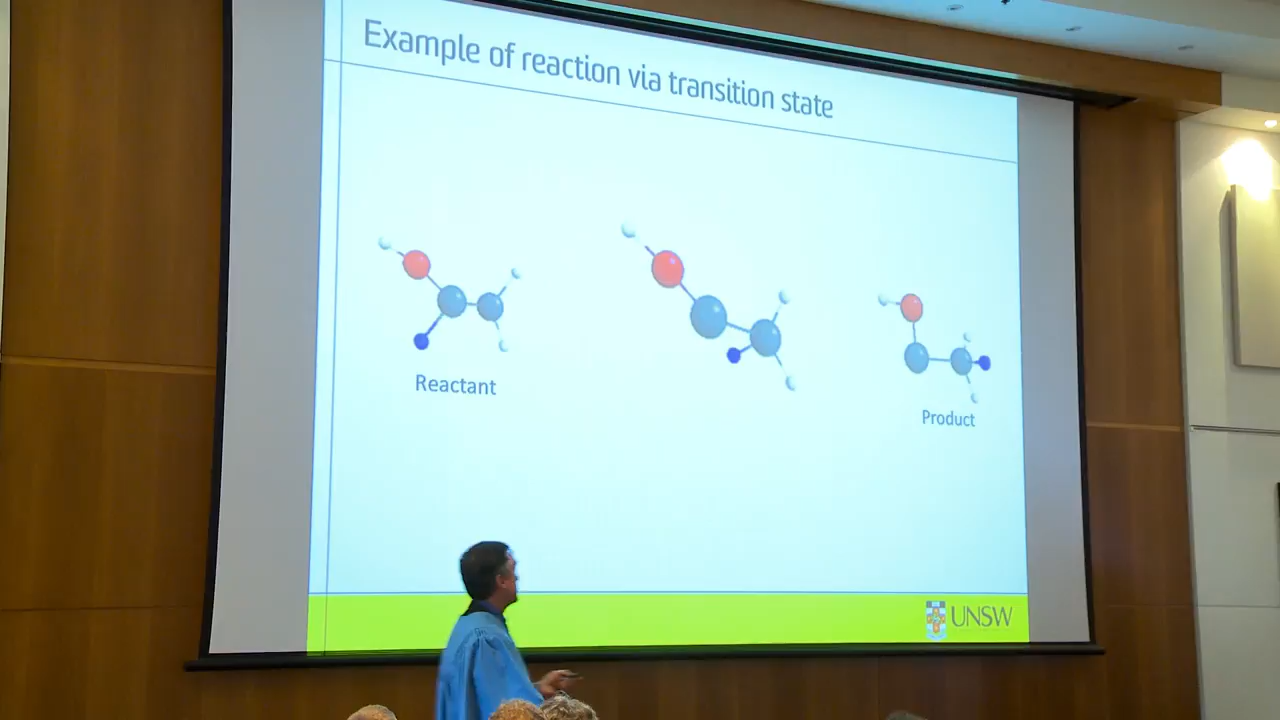 Example of reaction via transition state
Reactant
Product
UNSW